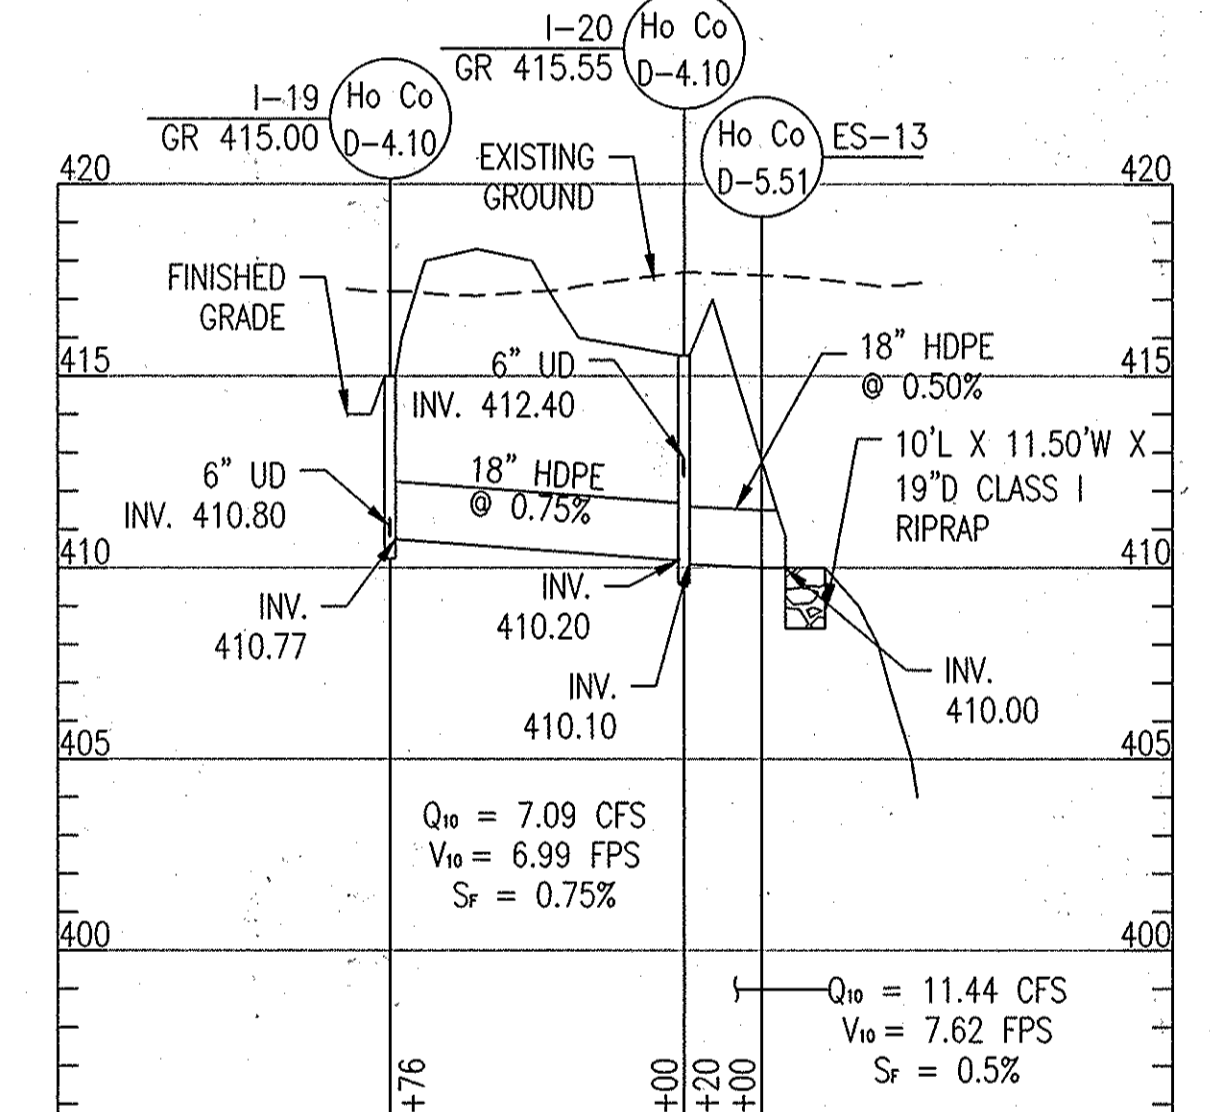 I-20
GR 415.55
Ho Co
D-4.10
I-19
GR 415.00
Ho Co
D-4.10
Ho Co
D-5.51
ES-13
EXISTING
GROUND
420
420
FINISHED
GRADE
415
415
6" UD
INV. 412.40
18" HDPE
@ 0.50%
6" UD
INV. 410.80
18" HDPE
@ 0.75%
10'L X 11.50'W X
19"D CLASS I
RIPRAP
410
410
INV.
410.77
INV.
410.20
INV.
410.10
INV.
410.00
405
405
Q10 = 7.09 CFS
V10 = 6.99 FPS
SF = 0.75%
400
400
Q10 = 11.44 CFS
V10 = 7.62 FPS
SF = 0.5%
+76
+00
+20
+00